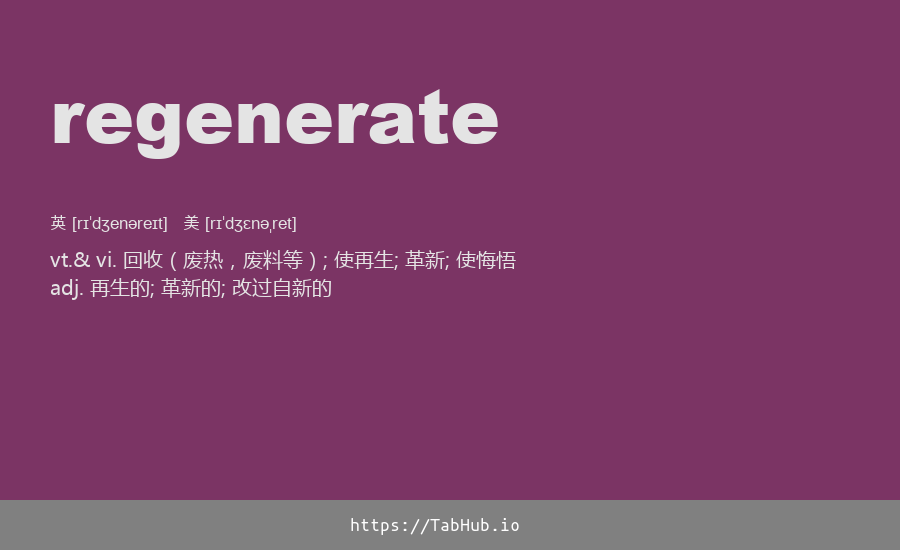 regenerate
英 [rɪˈdʒenəreɪt] 美 [rɪˈdʒɛnəˌret]
vt.& vi. 回收（废热，废料等）; 使再生; 革新; 使悔悟
adj. 再生的; 革新的; 改过自新的
https://TabHub.io